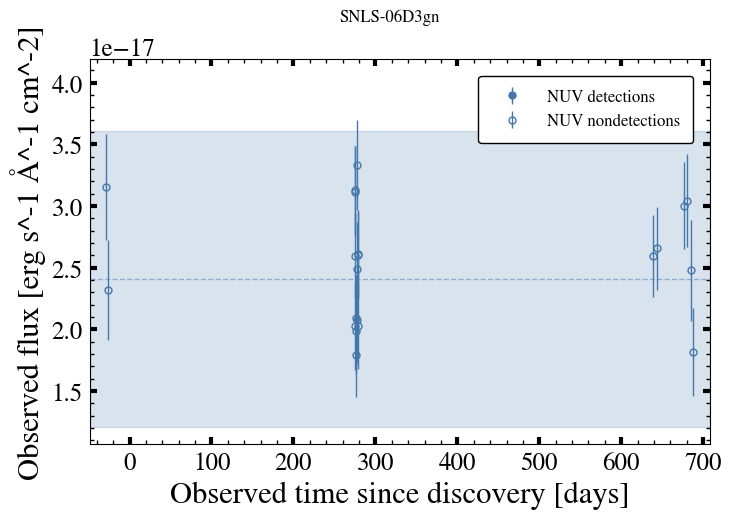 SNLS-06D3gn
1e−17
Observed flux [erg s^-1 Å^-1 cm^-2]
4.0
3.5
3.0
2.5
2.0
1.5
NUV detections
NUV nondetections
0 100 200 300 400 500 600 700
Observed time since discovery [days]